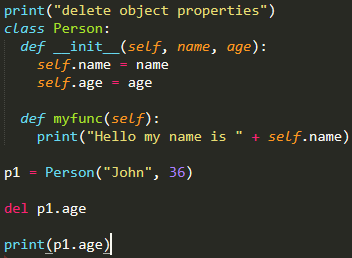 print("delete object properties")
class Person:
  def __init__(self, name, age):
    self.name = name
    self.age = age

  def myfunc(self):
    print("Hello my name is " + self.name)

p1 = Person("John", 36)

del p1.age

print(p1.age)